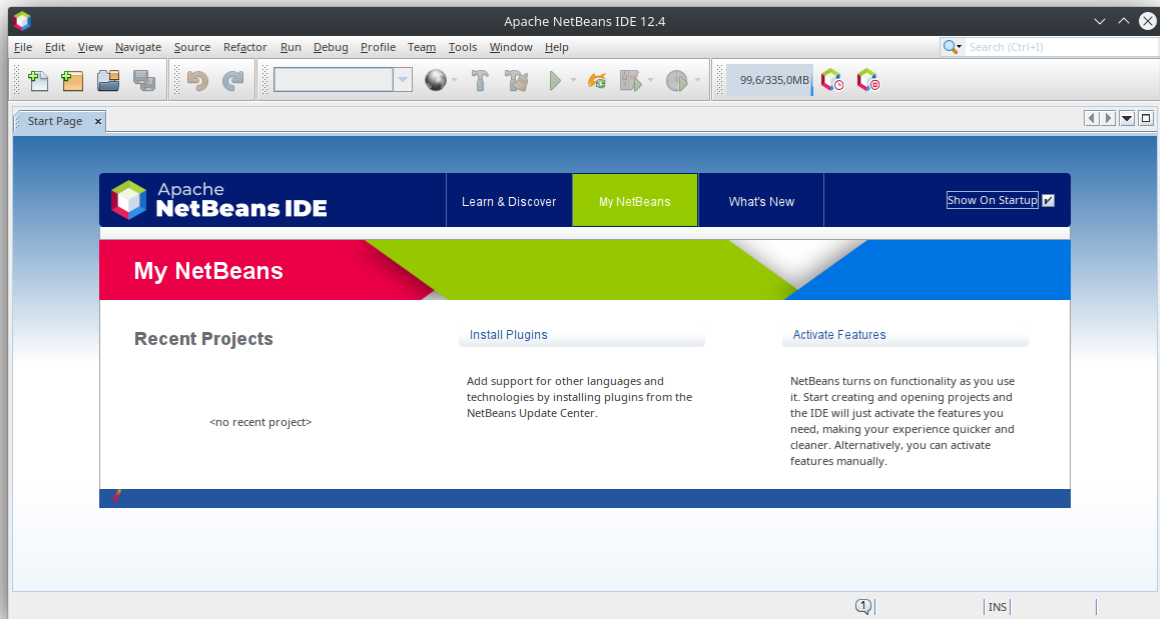 Apache NetBeans IDE 12.4
File Edit View Navigate Source Refactor Run Debug Profile Team Tools Window Help
Search (Ctrl+I)
99,6/335,0MB
Start Page
Apache
NetBeans IDE
Learn & Discover
My NetBeans
What's New
Show On Startup
My NetBeans
Recent Projects
<no recent project>
Install Plugins
Add support for other languages and
technologies by installing plugins from the
NetBeans Update Center.
Activate Features
NetBeans turns on functionality as you use
it. Start creating and opening projects and
the IDE will just activate the features you
need, making your experience quicker and
cleaner. Alternatively, you can activate
features manually.
1
INS